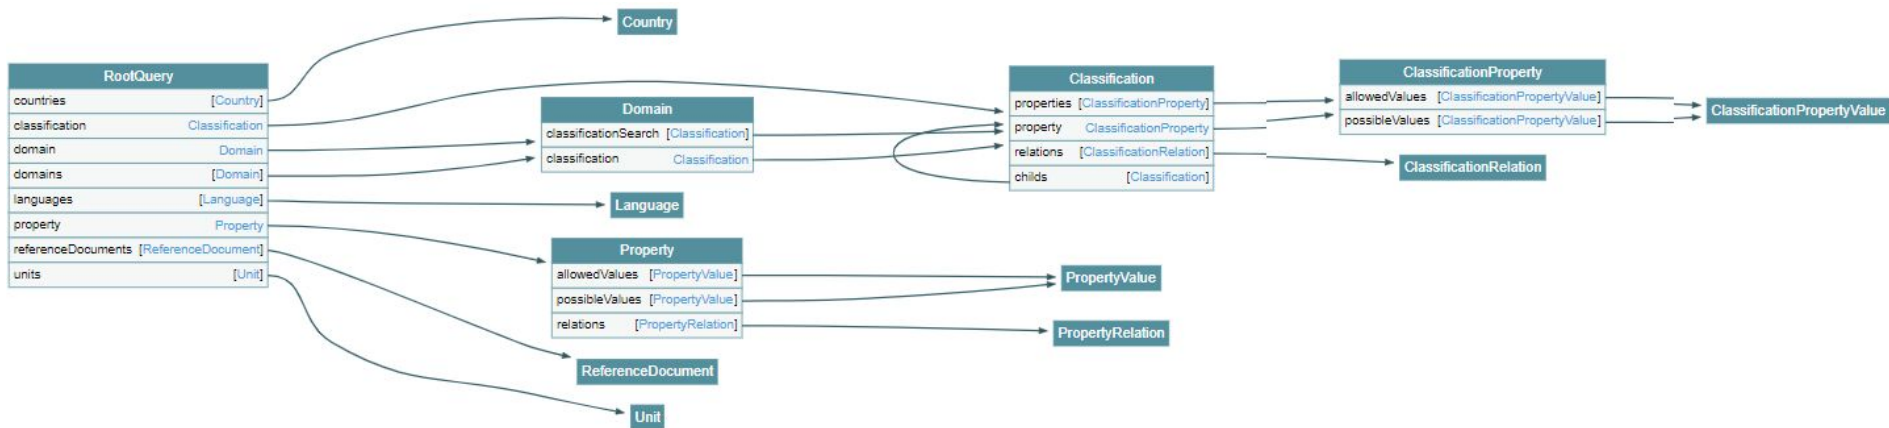 Country
RootQuery
countries [Country]
classification Classification
domain Domain
domains [Domain]
languages [Language]
property Property
referenceDocuments [ReferenceDocument]
units [Unit]
Domain
classificationSearch [Classification]
classification Classification
Language
Property
allowedValues [PropertyValue]
possibleValues [PropertyValue]
relations [PropertyRelation]
ReferenceDocument
Unit
Classification
properties [ClassificationProperty]
property ClassificationProperty
relations [ClassificationRelation]
childs [Classification]
PropertyValue
PropertyRelation
ClassificationProperty
allowedValues [ClassificationPropertyValue]
possibleValues [ClassificationPropertyValue]
ClassificationRelation
ClassificationPropertyValue